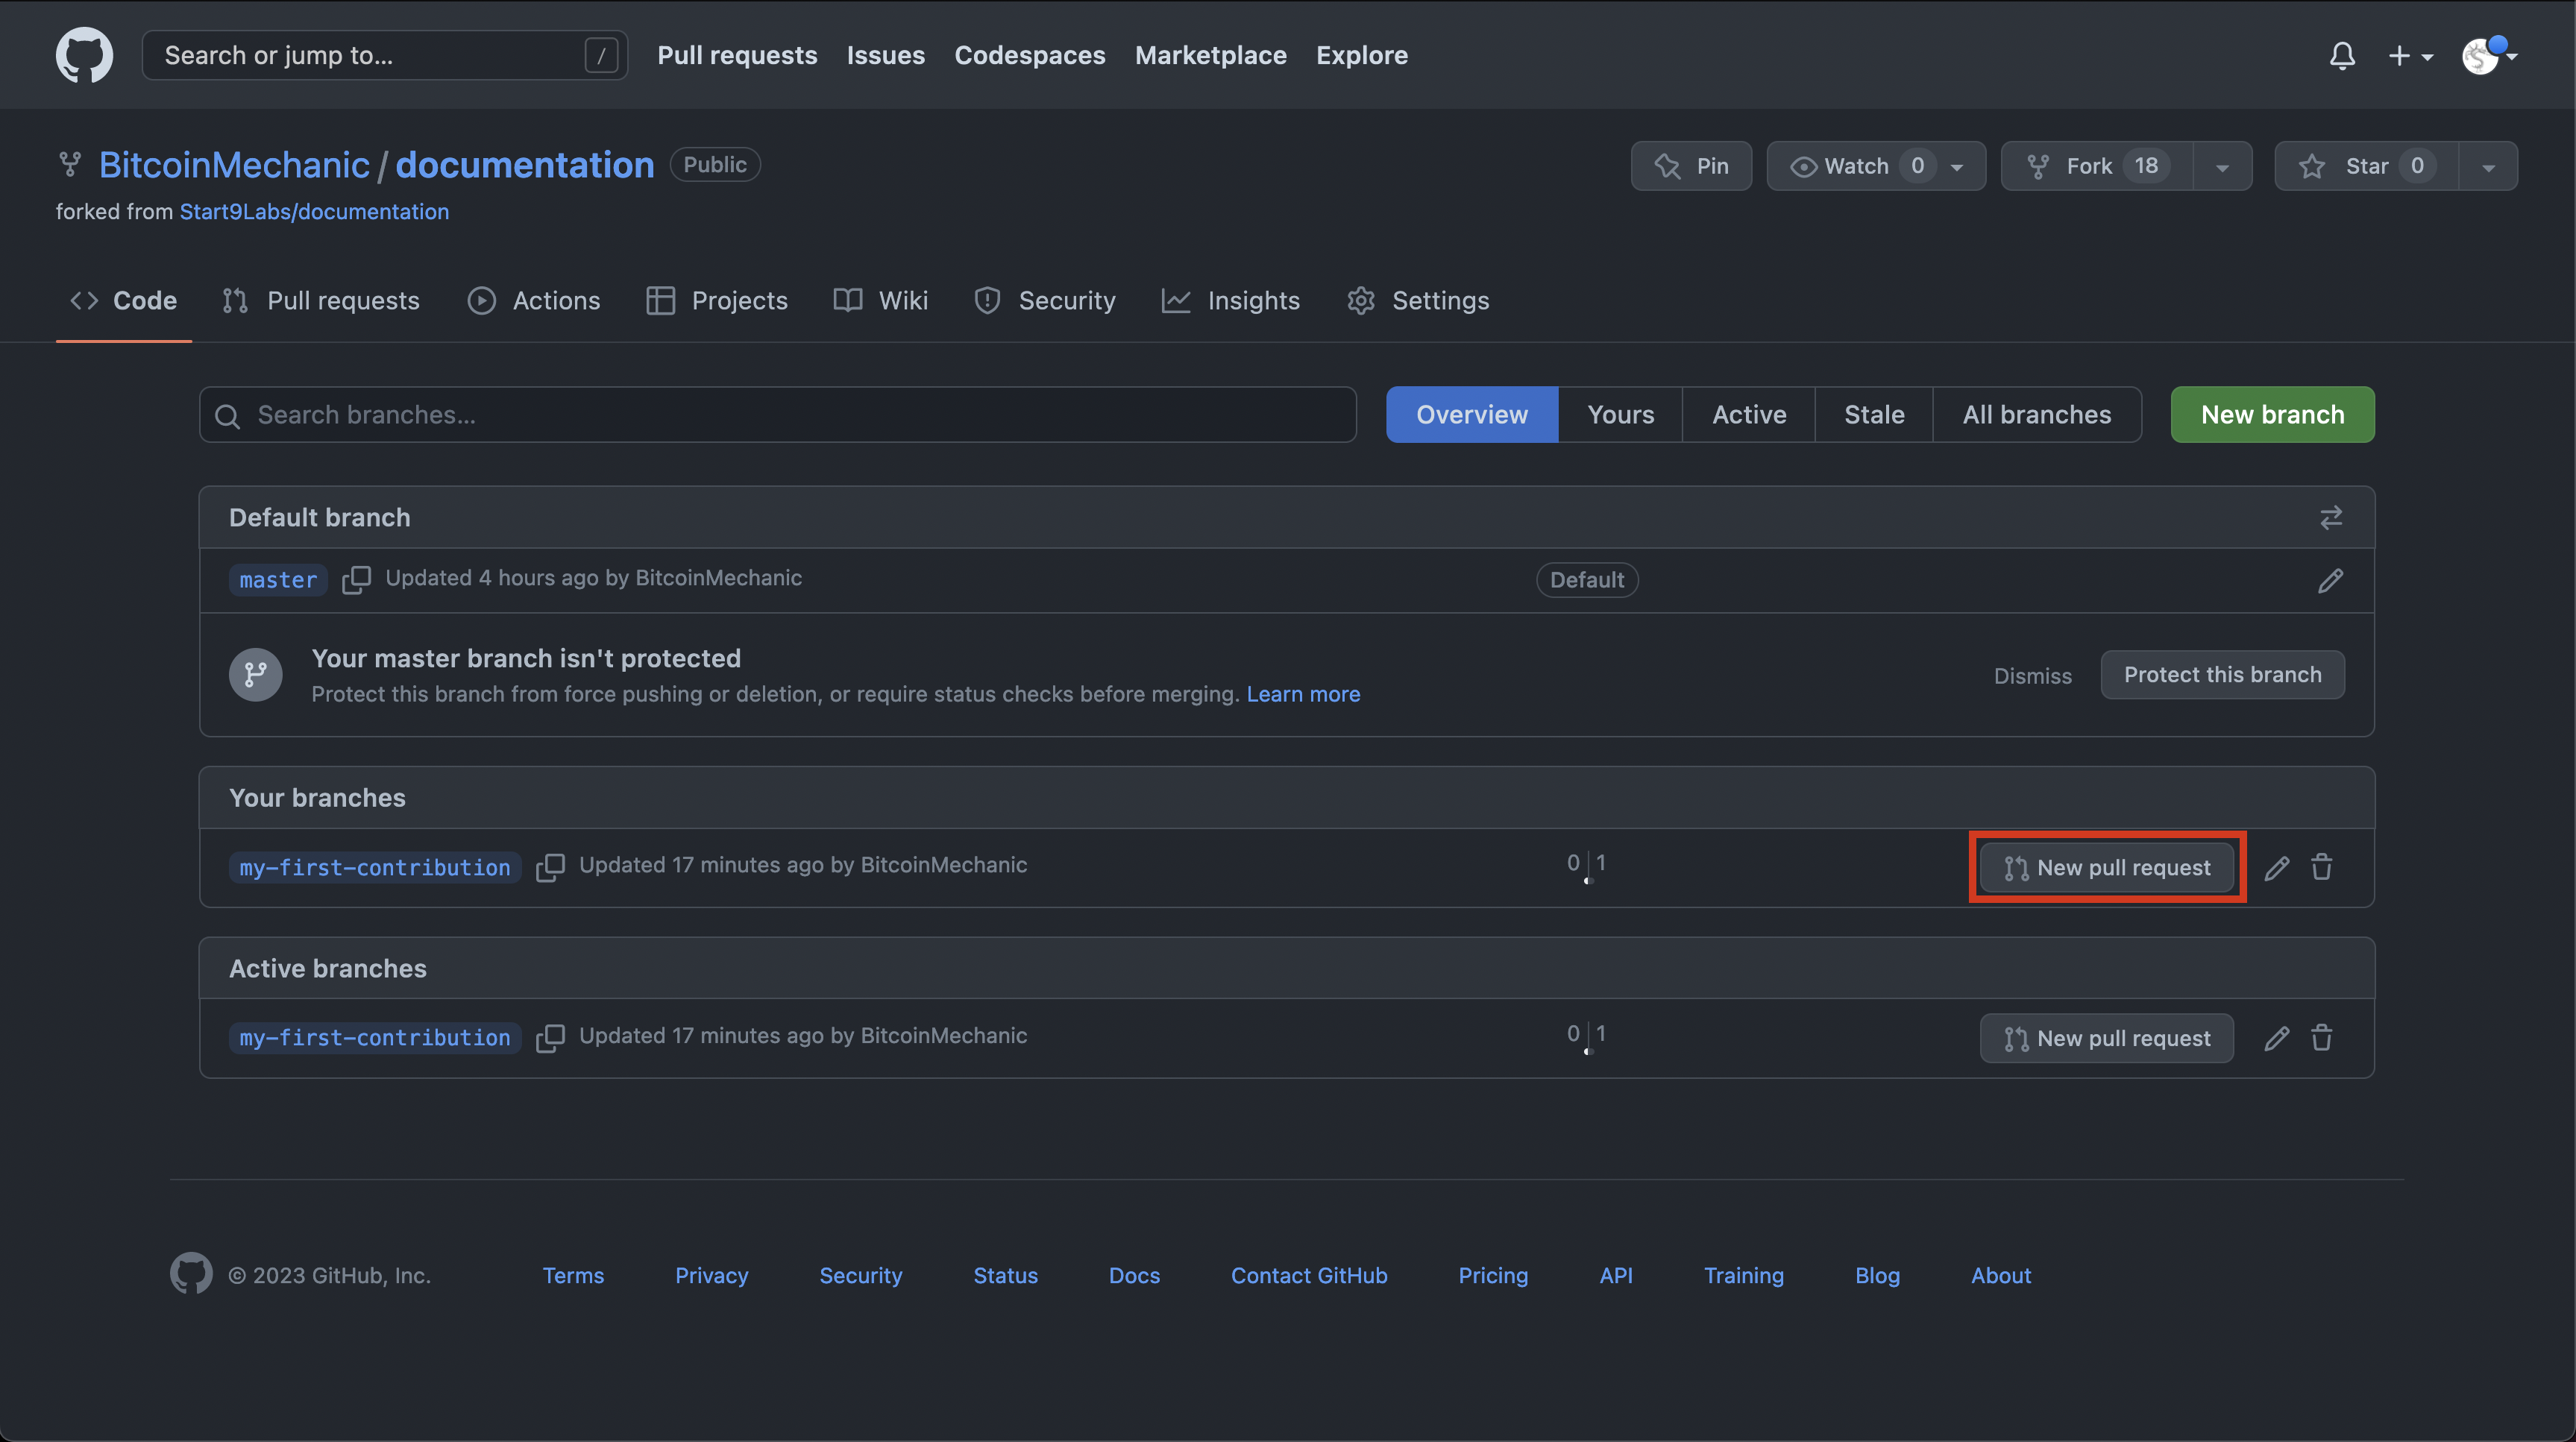 Search or jump to... / Pull requests Issues Codespaces Marketplace Explore
BitcoinMechanic / documentation Public Pin Watch 0 Fork 18 Star 0
forked from Start9Labs/documentation
Code Pull requests Actions Projects Wiki Security Insights Settings
Search branches... Overview Yours Active Stale All branches New branch
Default branch
master Updated 4 hours ago by BitcoinMechanic Default
Your master branch isn't protected
Protect this branch from force pushing or deletion, or require status checks before merging. Learn more Dismiss Protect this branch
Your branches
my-first-contribution Updated 17 minutes ago by BitcoinMechanic 0 1 New pull request
Active branches
my-first-contribution Updated 17 minutes ago by BitcoinMechanic 0 1 New pull request
© 2023 GitHub, Inc. Terms Privacy Security Status Docs Contact GitHub Pricing API Training Blog About